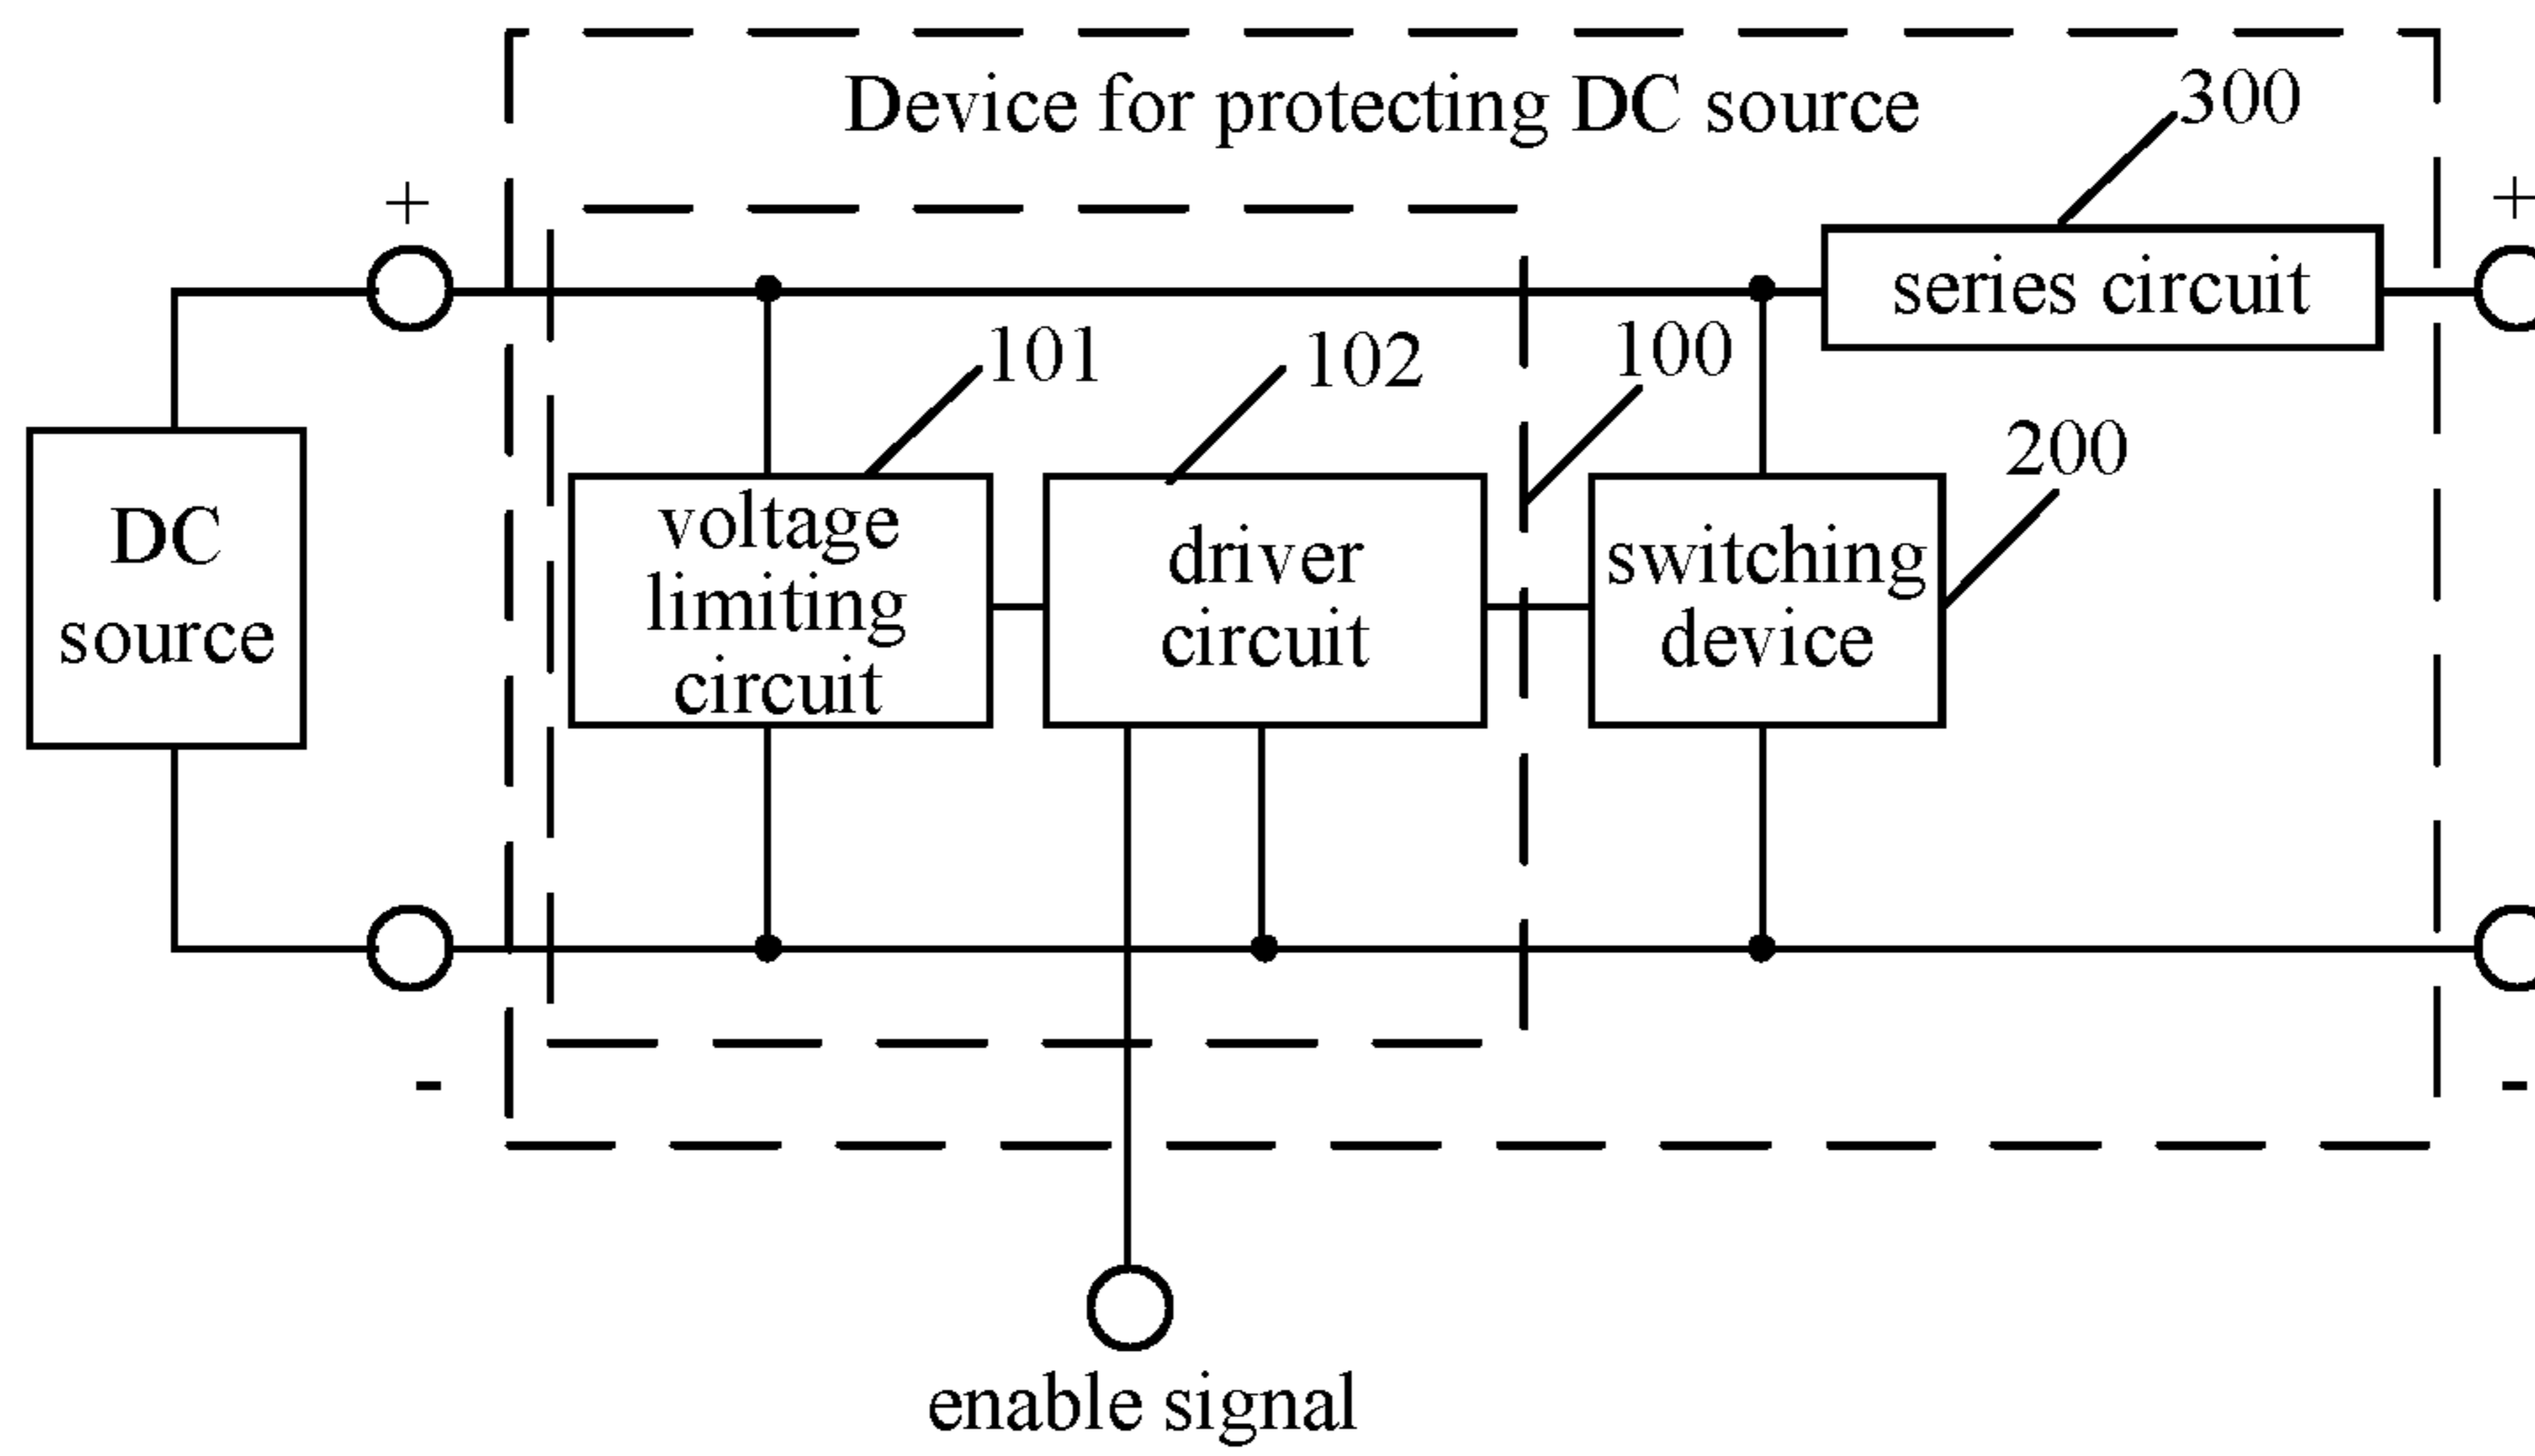 Device for protecting DC source
300
+
+
series circuit
101
102
100
200
DC
source
voltage
limiting
circuit
driver
circuit
switching
device
-
-
enable signal